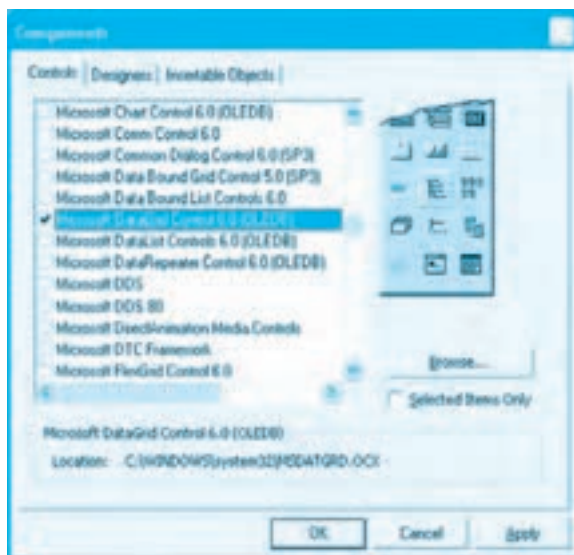 Components
Controls Designers Insertable Objects
Microsoft Chart Control 6.0 (OLEDB)
Microsoft Comm Control 6.0
Microsoft Common Dialog Control 6.0 (SP3)
Microsoft Data Bound Grid Control 5.0 (SP3)
Microsoft Data Bound List Controls 6.0
Microsoft DataGrid Control 6.0 (OLEDB)
Microsoft DataList Controls 6.0 (OLEDB)
Microsoft DataRepeater Control 6.0 (OLEDB)
Microsoft DDS
Microsoft DDS 80
Microsoft DirectAnimation Media Controls
Microsoft DTC Framework
Microsoft FlexGrid Control 6.0
Browse...
Selected Items Only
Microsoft DataGrid Control 6.0 (OLEDB)
Location: C:\WINDOWS\system32\MSDATGRD.OCX
OK Cancel Apply